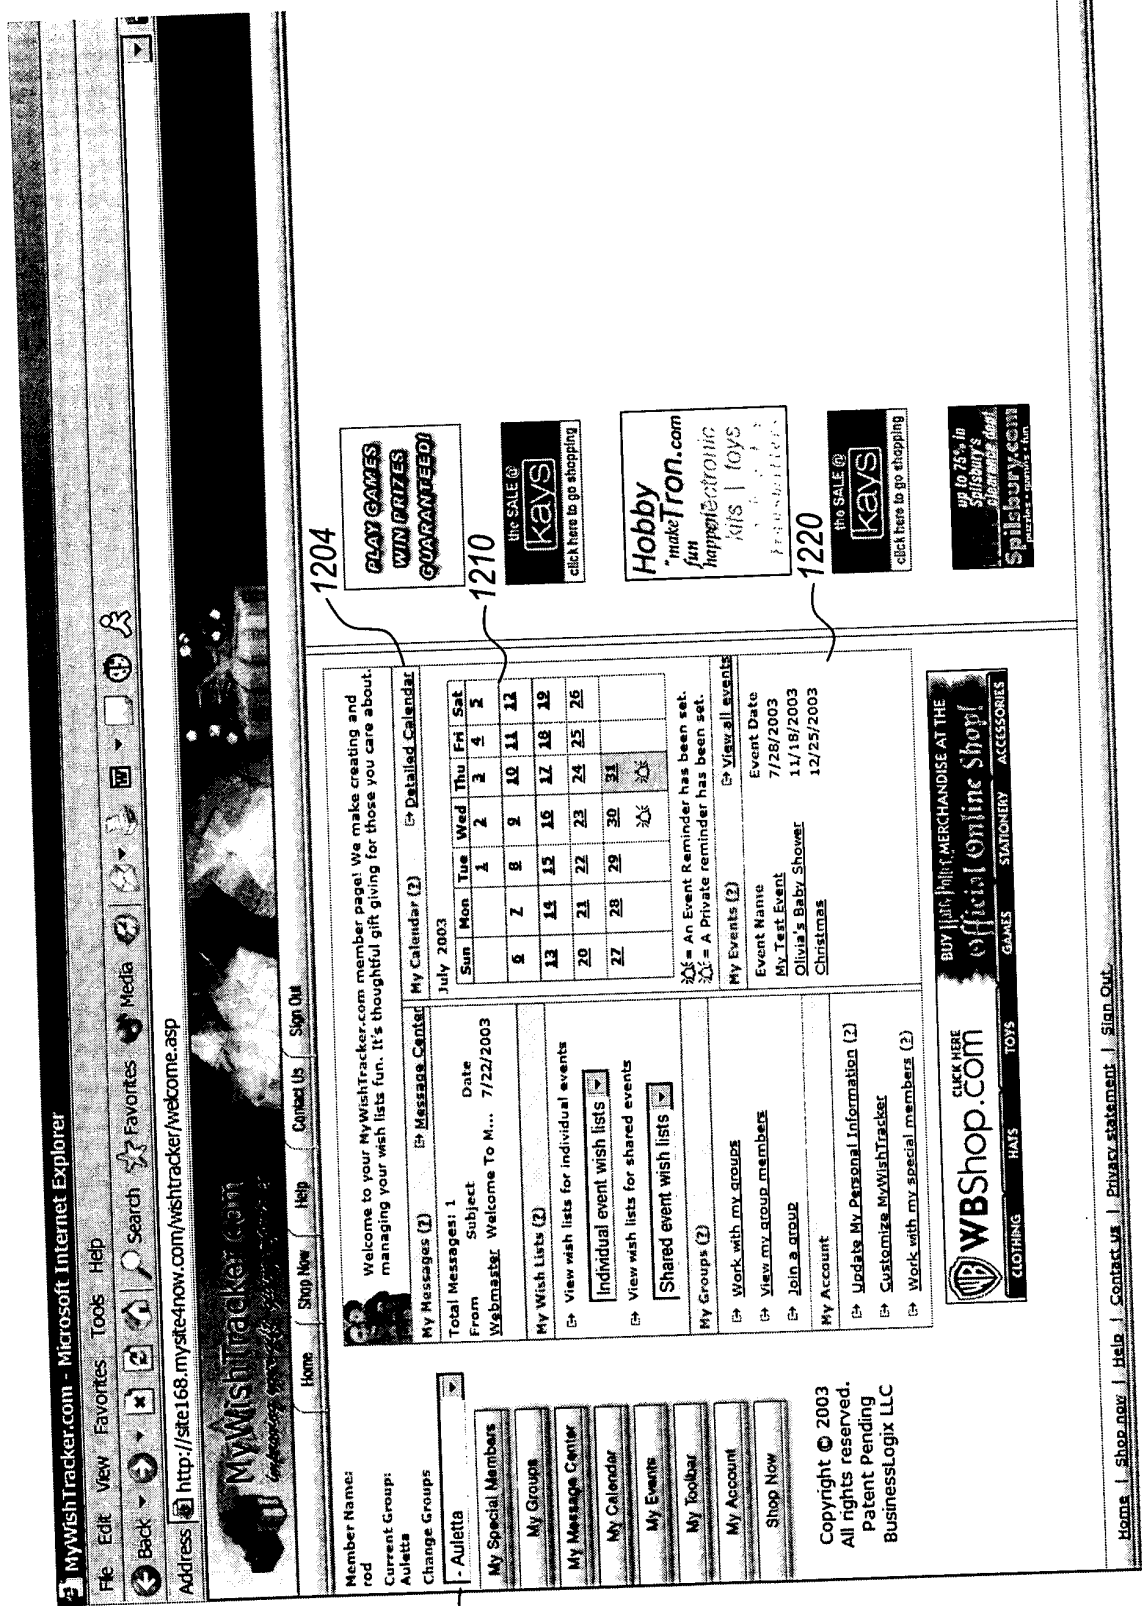 MyWishTracker.com - Microsoft Internet Explorer
File Edit View Favorites Tools Help
Back Search Favorites Media
Address http://site168.mysite4now.com/wishtracker/welcome.asp
MyWishTracker.com
Home Shop Now Help Contact Us Sign Out
Member Name:
rod
Current Group:
Auletta
Change Groups
- Auletta
My Special Members
My Groups
My Message Center
My Calendar
My Events
My Toolbar
My Account
Shop Now
Copyright © 2003
All rights reserved.
Patent Pending
BusinessLogix LLC
Welcome to your MyWishTracker.com member page! We make creating and
managing your wish lists fun. It's thoughtful gift giving for those you care about.
My Messages (?) Message Center
Total Messages: 1
From Subject Date
Webmaster Welcome To M... 7/22/2003
My Wish Lists (?)
View wish lists for individual events
Individual event wish lists
View wish lists for shared events
Shared event wish lists
My Groups (?)
Work with my groups
View my group members
Join a group
My Account
Update My Personal Information (?)
Customize MyWishTracker
Work with my special members (?)
My Calendar (?) Detailed Calendar
July 2003
Sun Mon Tue Wed Thu Fri Sat
1 2 3 4 5
6 7 8 9 10 11 12
13 14 15 16 17 18 19
20 21 22 23 24 25 26
27 28 29 30 31
= An Event Reminder has been set.
= A Private reminder has been set.
My Events (?) View all events
Event Name Event Date
My Test Event 7/28/2003
Olivia's Baby Shower 11/18/2003
Christmas 12/25/2003
1204
1210
1220
PLAY GAMES
WIN PRIZES
GUARANTEED!
the SALE @
kays
click here to go shopping
Hobby
Tron.com
"make
fun
happen"
electronic
kits | toys
the SALE @
kays
click here to go shopping
up to 75% in
Spilsbury's
Spilsbury.com
puzzles • games • fun
WBShop.com
CLICK HERE
BUY Harry Potter MERCHANDISE AT THE
Official Online Shop!
CLOTHING HATS TOYS GAMES STATIONERY ACCESSORIES
Home | Shop now | Help | Contact us | Privacy statement | Sign Out